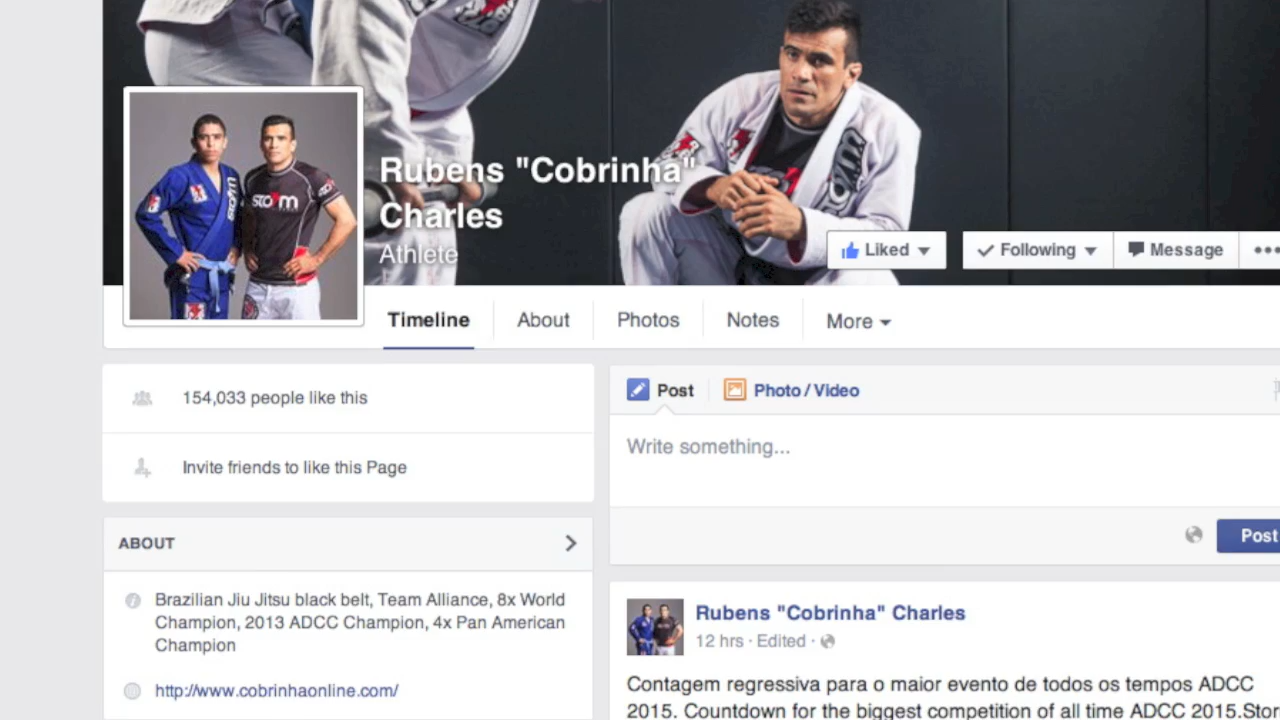 Rubens "Cobrinha"
Charles
Athlete
STORM
Liked
Following
Message
Timeline
About
Photos
Notes
More
154,033 people like this
Invite friends to like this Page
ABOUT
Brazilian Jiu Jitsu black belt, Team Alliance, 8x World
Champion, 2013 ADCC Champion, 4x Pan American
Champion
http://www.cobrinhaonline.com/
Post
Photo / Video
Write something...
Post
Rubens "Cobrinha" Charles
12 hrs · Edited ·
Contagem regressiva para o maior evento de todos os tempos ADCC
2015. Countdown for the biggest competition of all time ADCC 2015.Stor